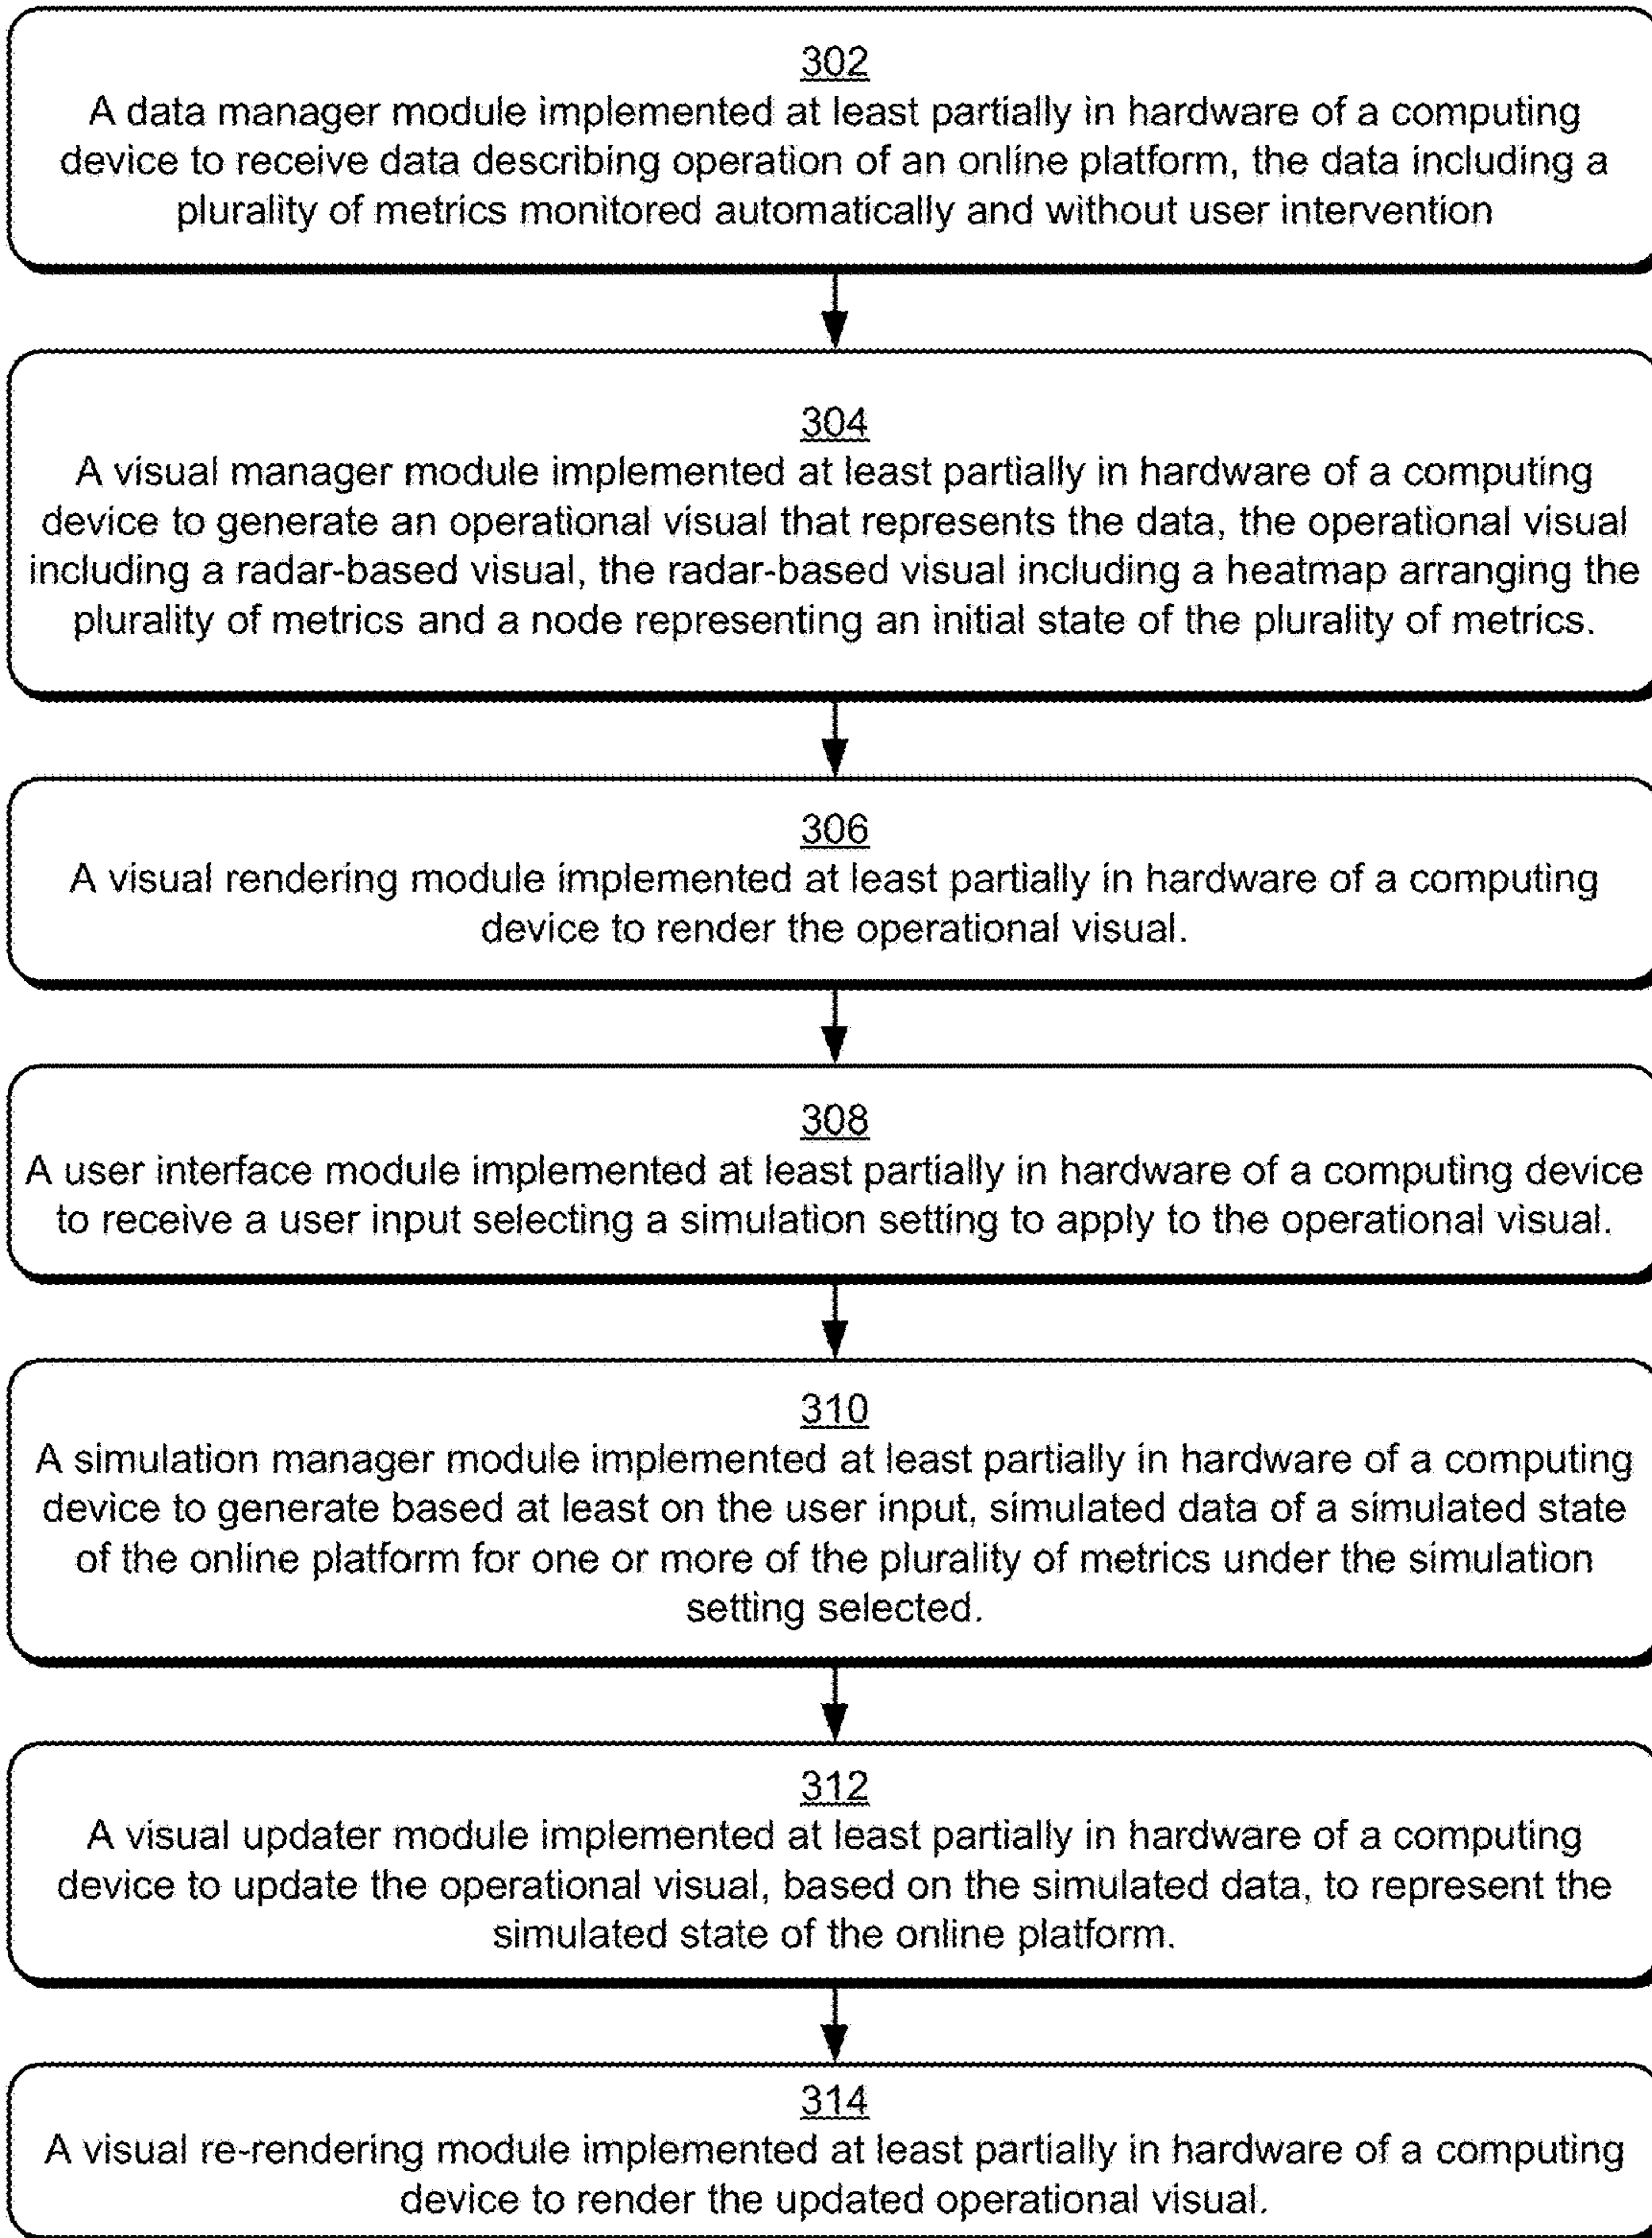 302
A data manager module implemented at least partially in hardware of a computing
device to receive data describing operation of an online platform, the data including a
plurality of metrics monitored automatically and without user intervention
304
A visual manager module implemented at least partially in hardware of a computing
device to generate an operational visual that represents the data, the operational visual
including a radar-based visual, the radar-based visual including a heatmap arranging the
plurality of metrics and a node representing an initial state of the plurality of metrics.
306
A visual rendering module implemented at least partially in hardware of a computing
device to render the operational visual.
308
A user interface module implemented at least partially in hardware of a computing device
to receive a user input selecting a simulation setting to apply to the operational visual.
310
A simulation manager module implemented at least partially in hardware of a computing
device to generate based at least on the user input, simulated data of a simulated state
of the online platform for one or more of the plurality of metrics under the simulation
setting selected.
312
A visual updater module implemented at least partially in hardware of a computing
device to update the operational visual, based on the simulated data, to represent the
simulated state of the online platform.
314
A visual re-rendering module implemented at least partially in hardware of a computing
device to render the updated operational visual.